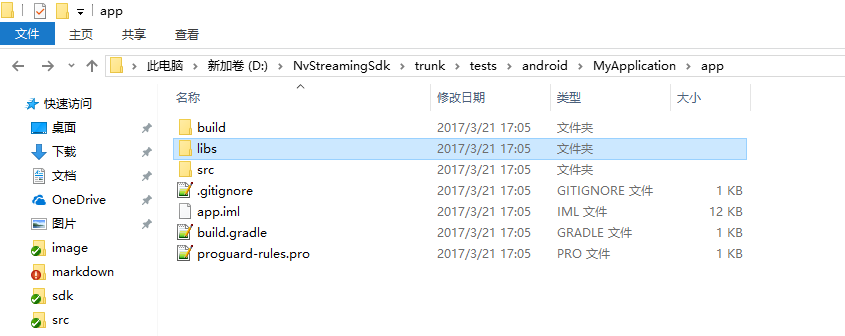 app
文件 主页 共享 查看
此电脑 新加卷 (D:) NvStreamingSdk trunk tests android MyApplication app
快速访问
桌面
下载
文档
OneDrive
图片
image
markdown
sdk
src
名称 修改日期 类型 大小
build 2017/3/21 17:05 文件夹
libs 2017/3/21 17:05 文件夹
src 2017/3/21 17:05 文件夹
.gitignore 2017/3/21 17:05 GITIGNORE 文件 1 KB
app.iml 2017/3/21 17:05 IML 文件 12 KB
build.gradle 2017/3/21 17:05 GRADLE 文件 1 KB
proguard-rules.pro 2017/3/21 17:05 PRO 文件 1 KB